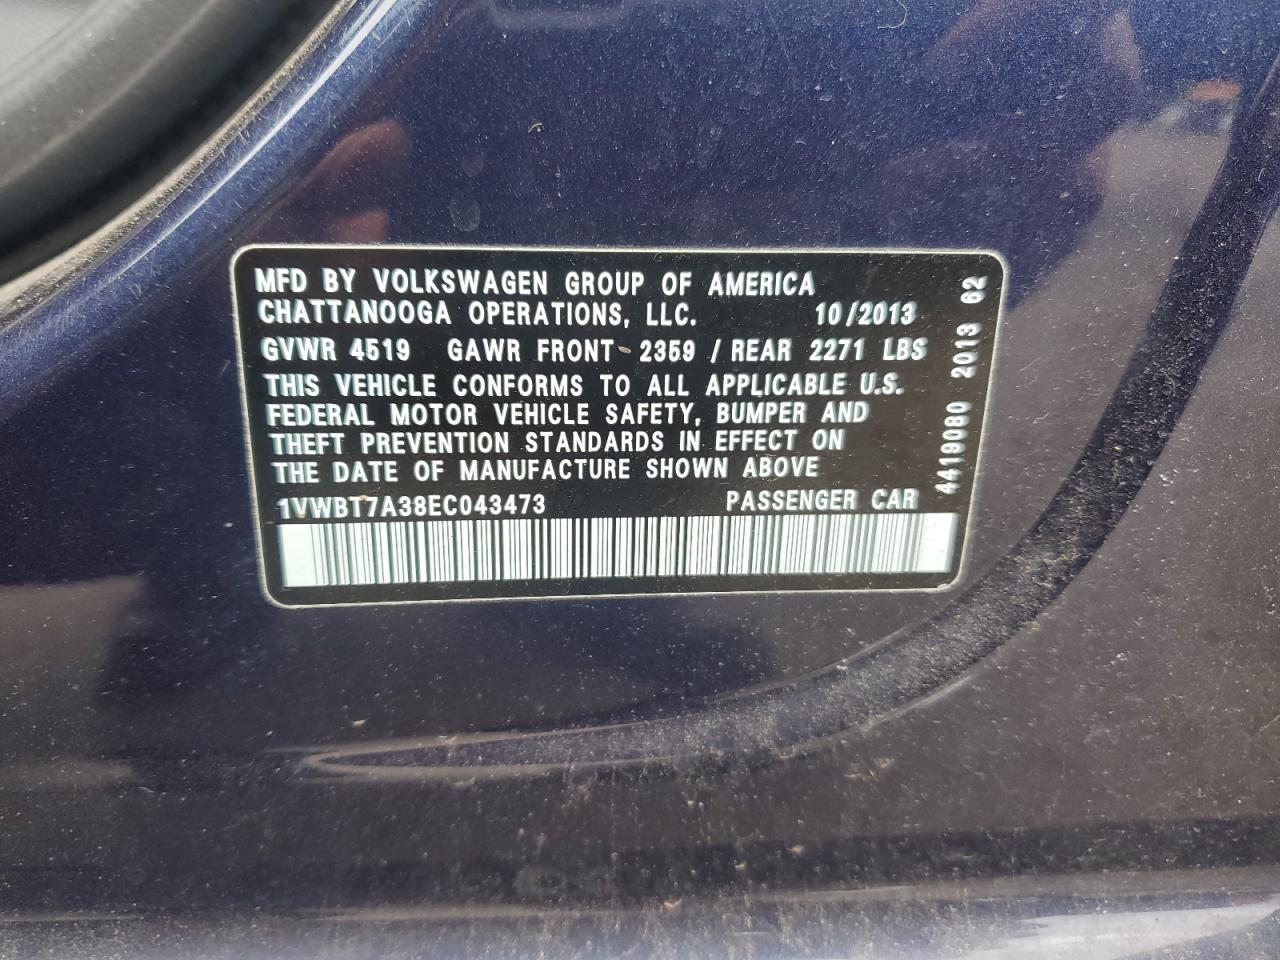 MFD BY VOLKSWAGEN GROUP OF AMERICA
CHATTANOOGA OPERATIONS, LLC. 10/2013
GVWR 4519 GAWR FRONT 2359 / REAR 2271 LBS
THIS VEHICLE CONFORMS TO ALL APPLICABLE U.S.
FEDERAL MOTOR VEHICLE SAFETY, BUMPER AND
THEFT PREVENTION STANDARDS IN EFFECT ON
THE DATE OF MANUFACTURE SHOWN ABOVE
1VWBT7A38EC043473 PASSENGER CAR
4419080 2013 62